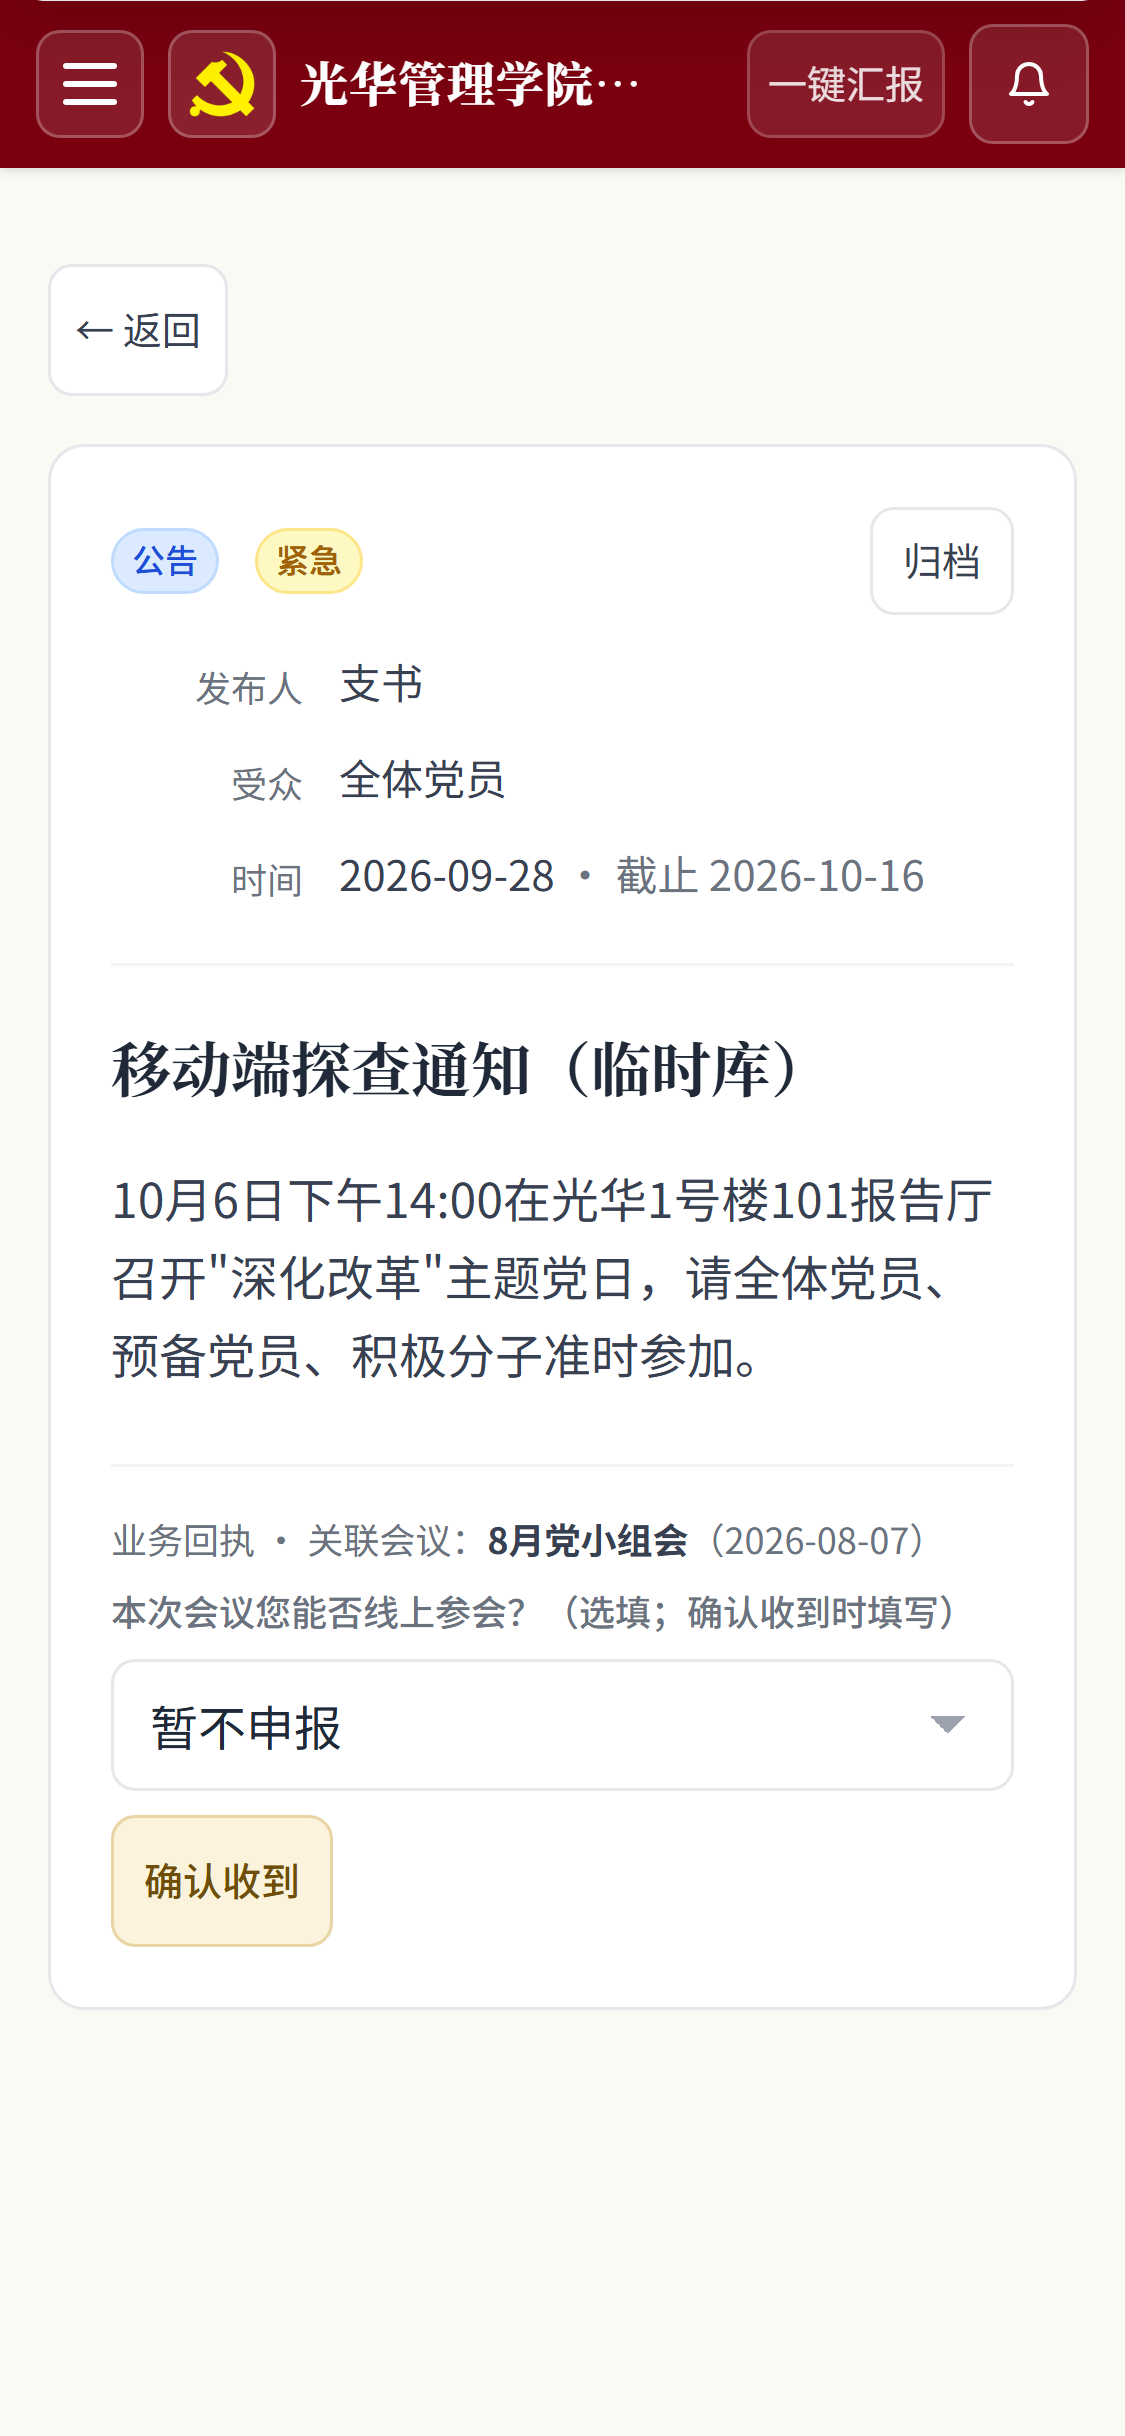 光华管理学院…
一键汇报
← 返回
公告
紧急
归档
发布人 支书
受众 全体党员
时间 2026-09-28 · 截止 2026-10-16
移动端探查通知（临时库）
10月6日下午14:00在光华1号楼101报告厅
召开"深化改革"主题党日，请全体党员、
预备党员、积极分子准时参加。
业务回执 · 关联会议：8月党小组会（2026-08-07）
本次会议您能否线上参会？（选填；确认收到时填写）
暂不申报
确认收到